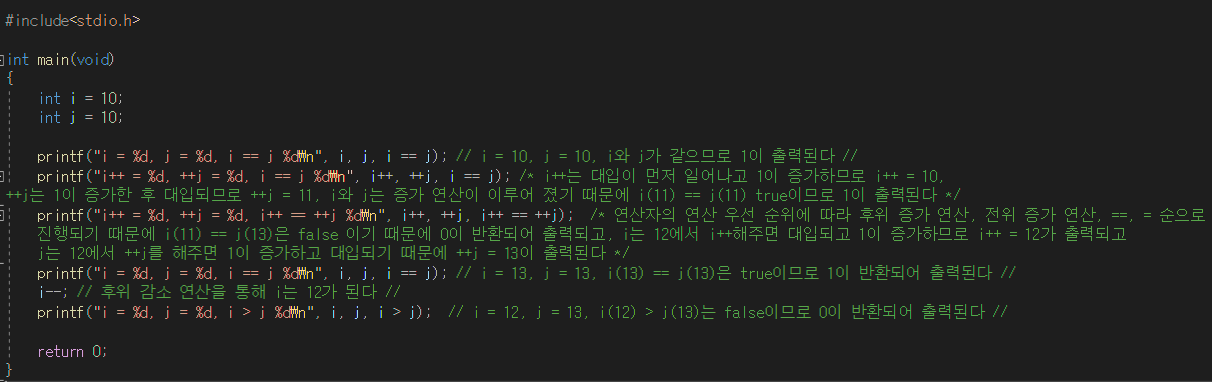 #include<stdio.h>
int main(void)
{
int i = 10;
int j = 10;
printf("i = %d, j = %d, i == j %d₩n", i, j, i == j); // i = 10, j = 10, i와 j가 같으므로 1이 출력된다 //
printf("i++ = %d, ++j = %d, i == j %d₩n", i++, ++j, i == j); /* i++는 대입이 먼저 일어나고 1이 증가하므로 i++ = 10,
++j는 1이 증가한 후 대입되므로 ++j = 11, i와 j는 증가 연산이 이루어 졌기 때문에 i(11) == j(11) true이므로 1이 출력된다 */
printf("i++ = %d, ++j = %d, i++ == ++j %d₩n", i++, ++j, i++ == ++j); /* 연산자의 연산 우선 순위에 따라 후위 증가 연산, 전위 증가 연산, ==, = 순으로
진행되기 때문에 i(11) == j(13)은 false 이기 때문에 0이 반환되어 출력되고, i는 12에서 i++해주면 대입되고 1이 증가하므로 i++ = 12가 출력되고
j는 12에서 ++j를 해주면 1이 증가하고 대입되기 때문에 ++j = 13이 출력된다 */
printf("i = %d, j = %d, i == j %d₩n", i, j, i == j); // i = 13, j = 13, i(13) == j(13)은 true이므로 1이 반환되어 출력된다 //
i--; // 후위 감소 연산을 통해 i는 12가 된다 //
printf("i = %d, j = %d, i > j %d₩n", i, j, i > j); // i = 12, j = 13, i(12) > j(13)는 false이므로 0이 반환되어 출력된다 //
return 0;
}